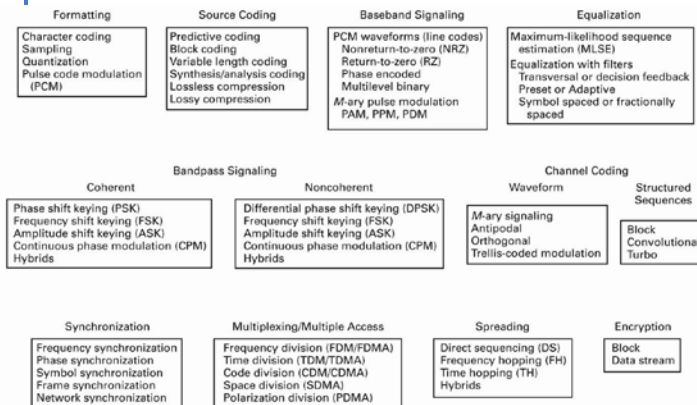 Formatting
Character coding
Sampling
Quantization
Pulse code modulation
(PCM)
Source Coding
Predictive coding
Block coding
Variable length coding
Synthesis/analysis coding
Lossless compression
Lossy compression
Baseband Signaling
PCM waveforms (line codes)
Nonreturn-to-zero (NRZ)
Return-to-zero (RZ)
Phase encoded
Multilevel binary
M-ary pulse modulation
PAM, PPM, PDM
Equalization
Maximum-likelihood sequence
estimation (MLSE)
Equalization with filters
Transversal or decision feedback
Preset or Adaptive
Symbol spaced or fractionally
spaced
Bandpass Signaling
Coherent
Phase shift keying (PSK)
Frequency shift keying (FSK)
Amplitude shift keying (ASK)
Continuous phase modulation (CPM)
Hybrids
Noncoherent
Differential phase shift keying (DPSK)
Frequency shift keying (FSK)
Amplitude shift keying (ASK)
Continuous phase modulation (CPM)
Hybrids
Channel Coding
Waveform
M-ary signaling
Antipodal
Orthogonal
Trellis-coded modulation
Structured
Sequences
Block
Convolutional
Turbo
Synchronization
Frequency synchronization
Phase synchronization
Symbol synchronization
Frame synchronization
Network synchronization
Multiplexing/Multiple Access
Frequency division (FDM/FDMA)
Time division (TDM/TDMA)
Code division (CDM/CDMA)
Space division (SDMA)
Polarization division (PDMA)
Spreading
Direct sequencing (DS)
Frequency hopping (FH)
Time hopping (TH)
Hybrids
Encryption
Block
Data stream